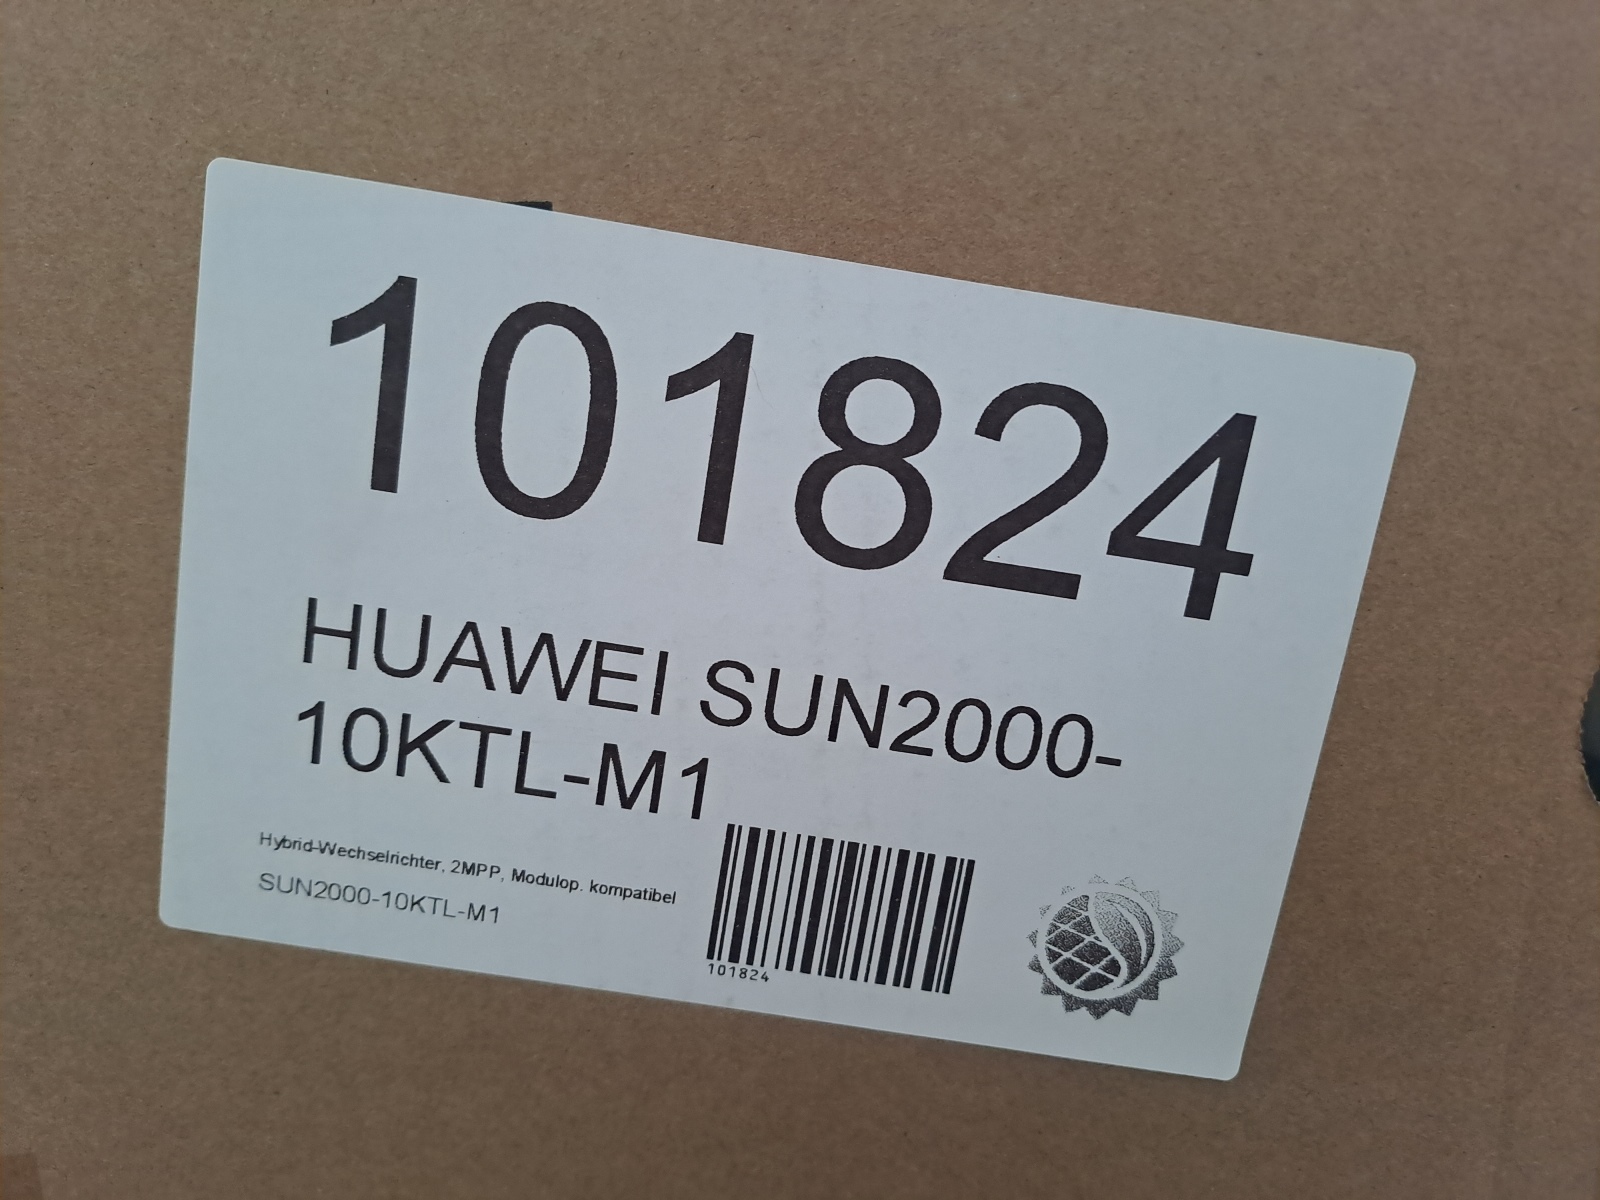 101824
HUAWEI SUN2000-
10KTL-M1
Hybrid-Wechselrichter, 2MPP, Modulop. kompatibel
SUN2000-10KTL-M1
101824